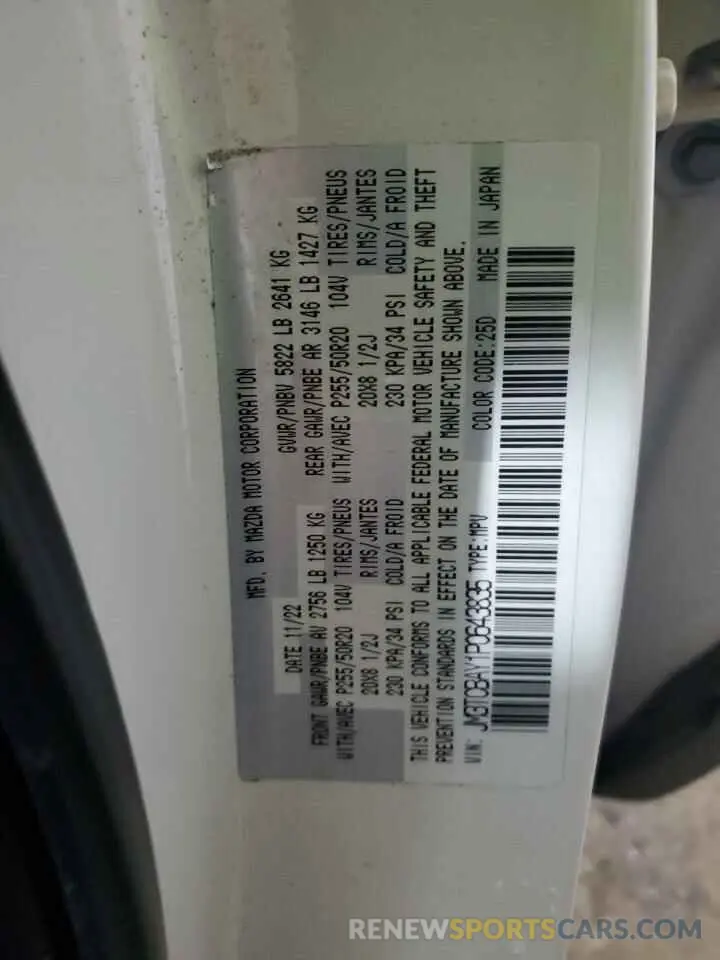 MFD. BY MAZDA MOTOR CORPORATION
DATE 11/22 GVWR/PNBV 5822 LB 2641 KG
FRONT GAWR/PNBE AV 2756 LB 1250 KG REAR GAWR/PNBE AR 3146 LB 1427 KG
WITH/AVEC P255/50R20 104V TIRES/PNEUS WITH/AVEC P255/50R20 104V TIRES/PNEUS
20X8 1/2J RIMS/JANTES 20X8 1/2J RIMS/JANTES
230 KPA/34 PSI COLD/A FROID 230 KPA/34 PSI COLD/A FROID
THIS VEHICLE CONFORMS TO ALL APPLICABLE FEDERAL MOTOR VEHICLE SAFETY AND THEFT
PREVENTION STANDARDS IN EFFECT ON THE DATE OF MANUFACTURE SHOWN ABOVE.
VIN: JM3TCBAY1P0643835 TYPE:MPV COLOR CODE:25D MADE IN JAPAN
RENEWSPORTSCARS.COM